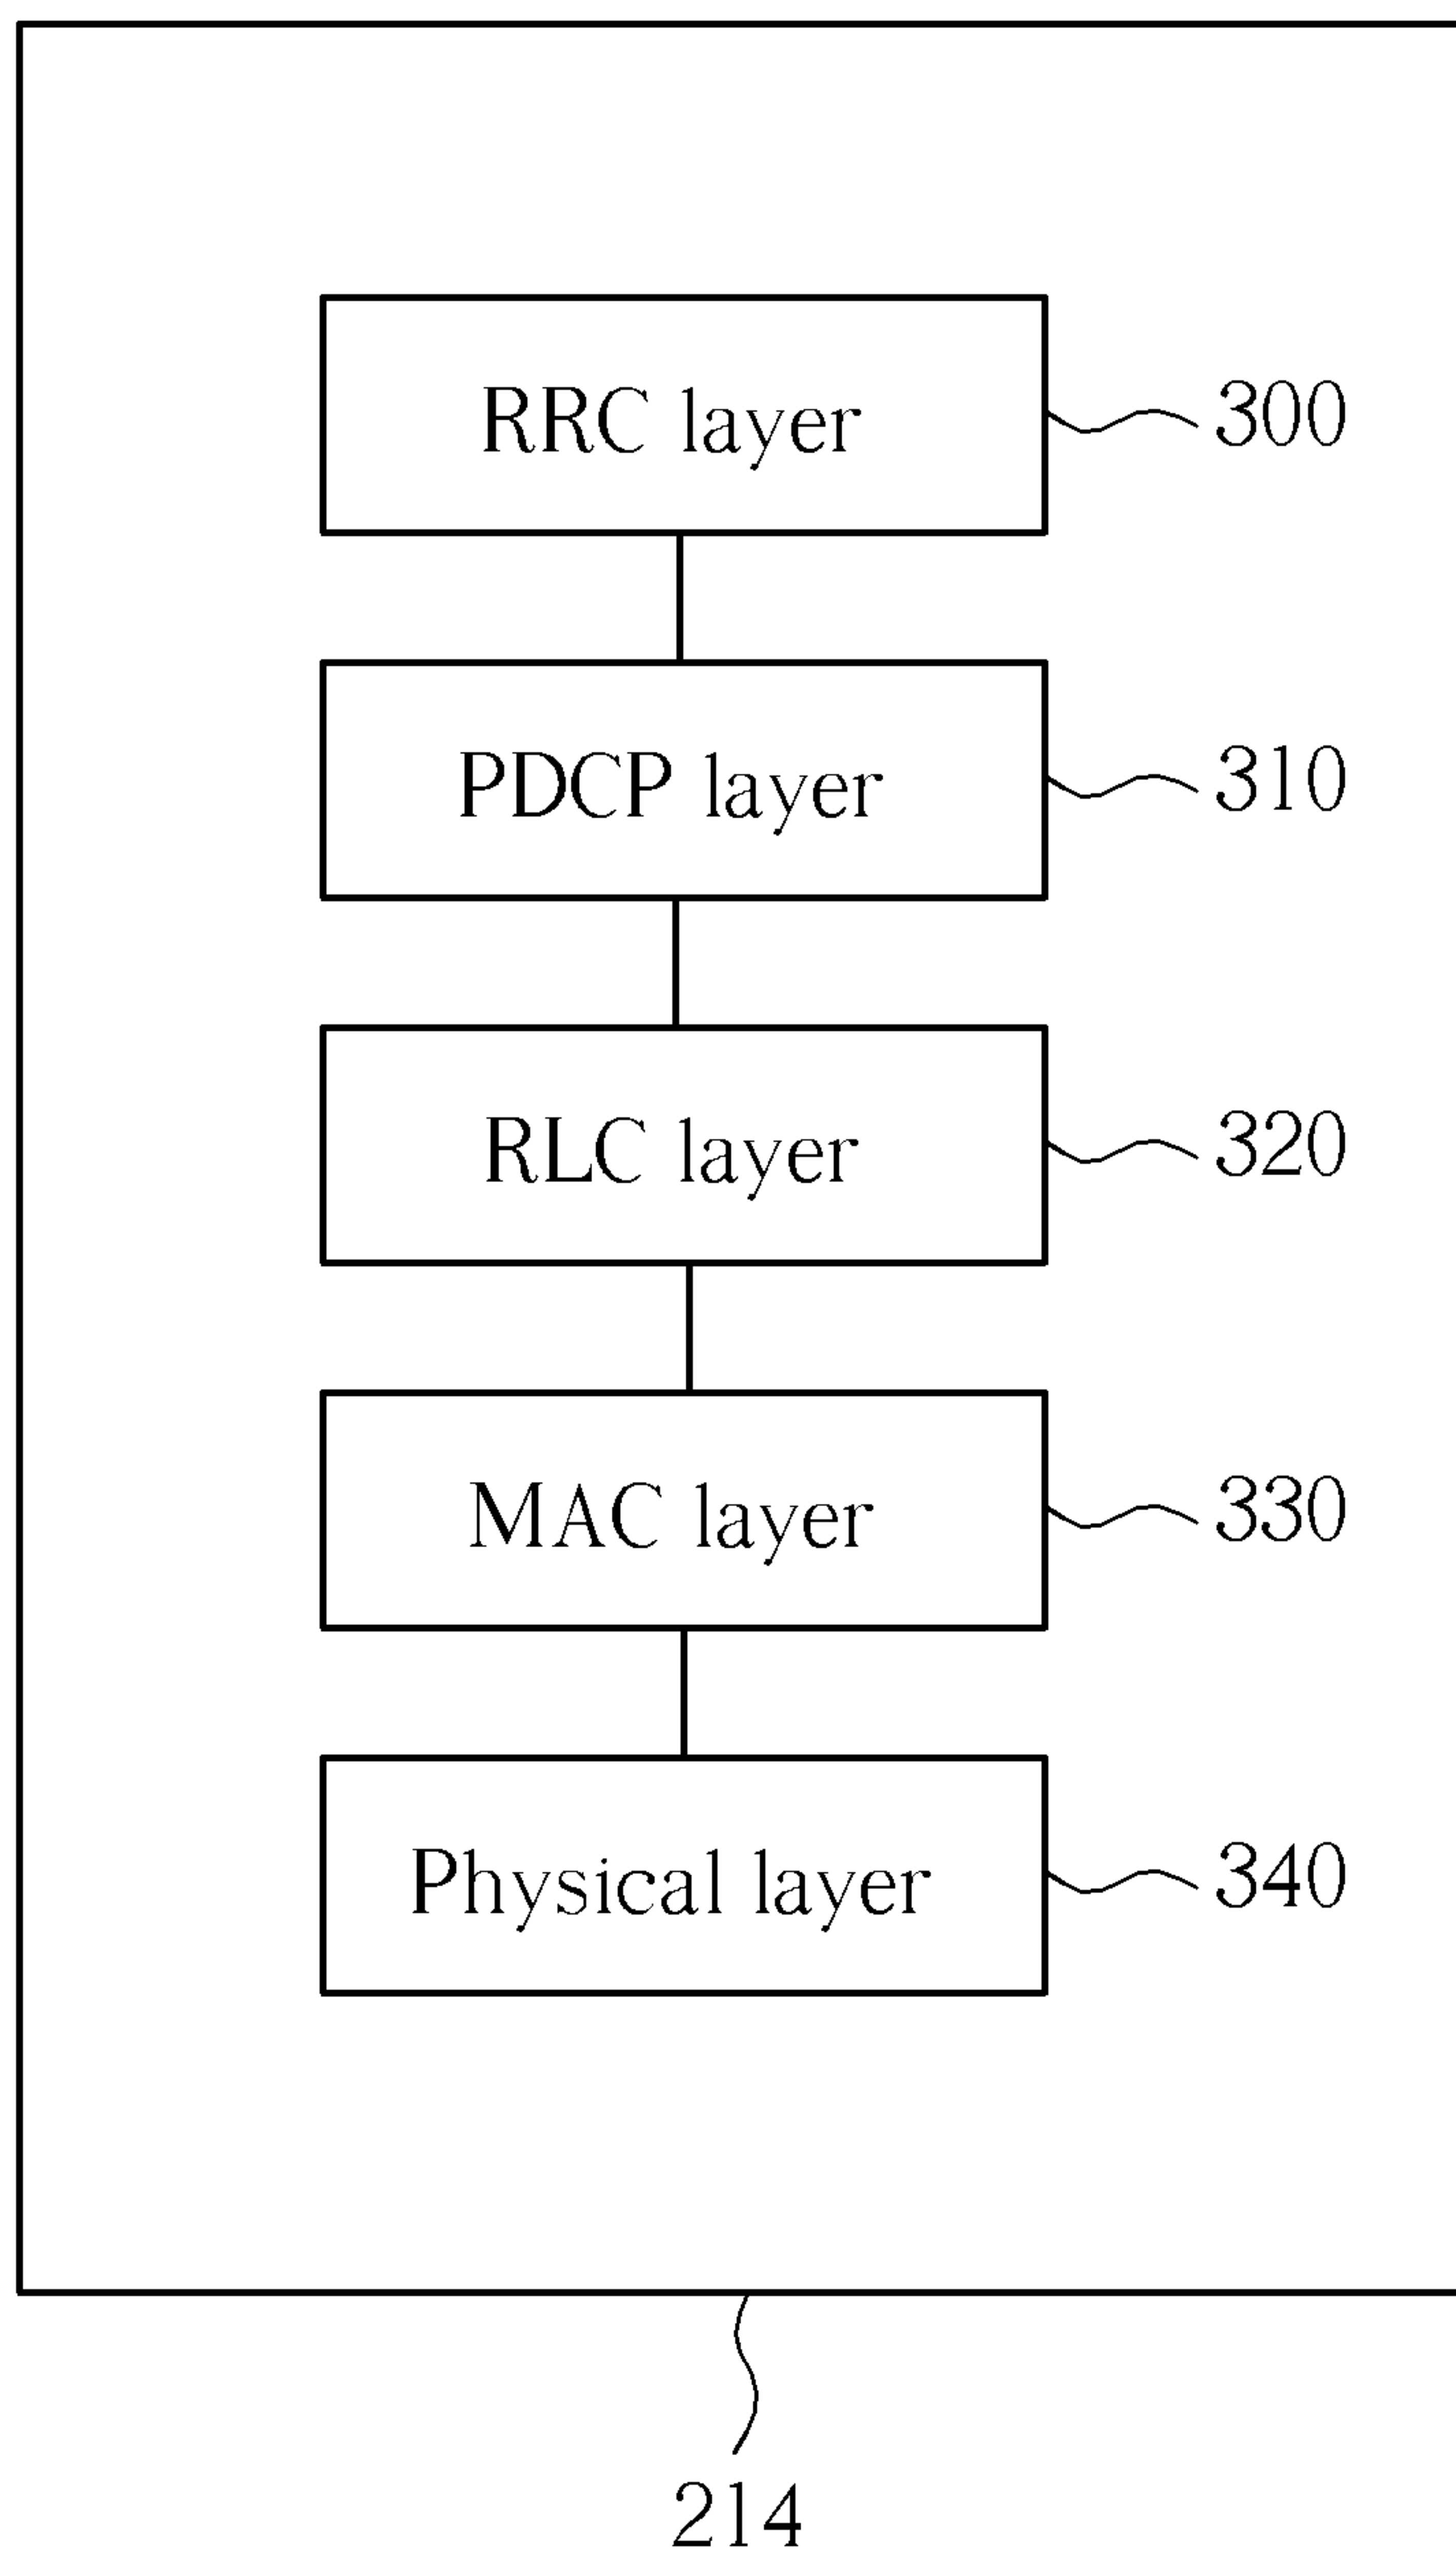 RRC layer 300
PDCP layer 310
RLC layer 320
MAC layer 330
Physical layer 340
214